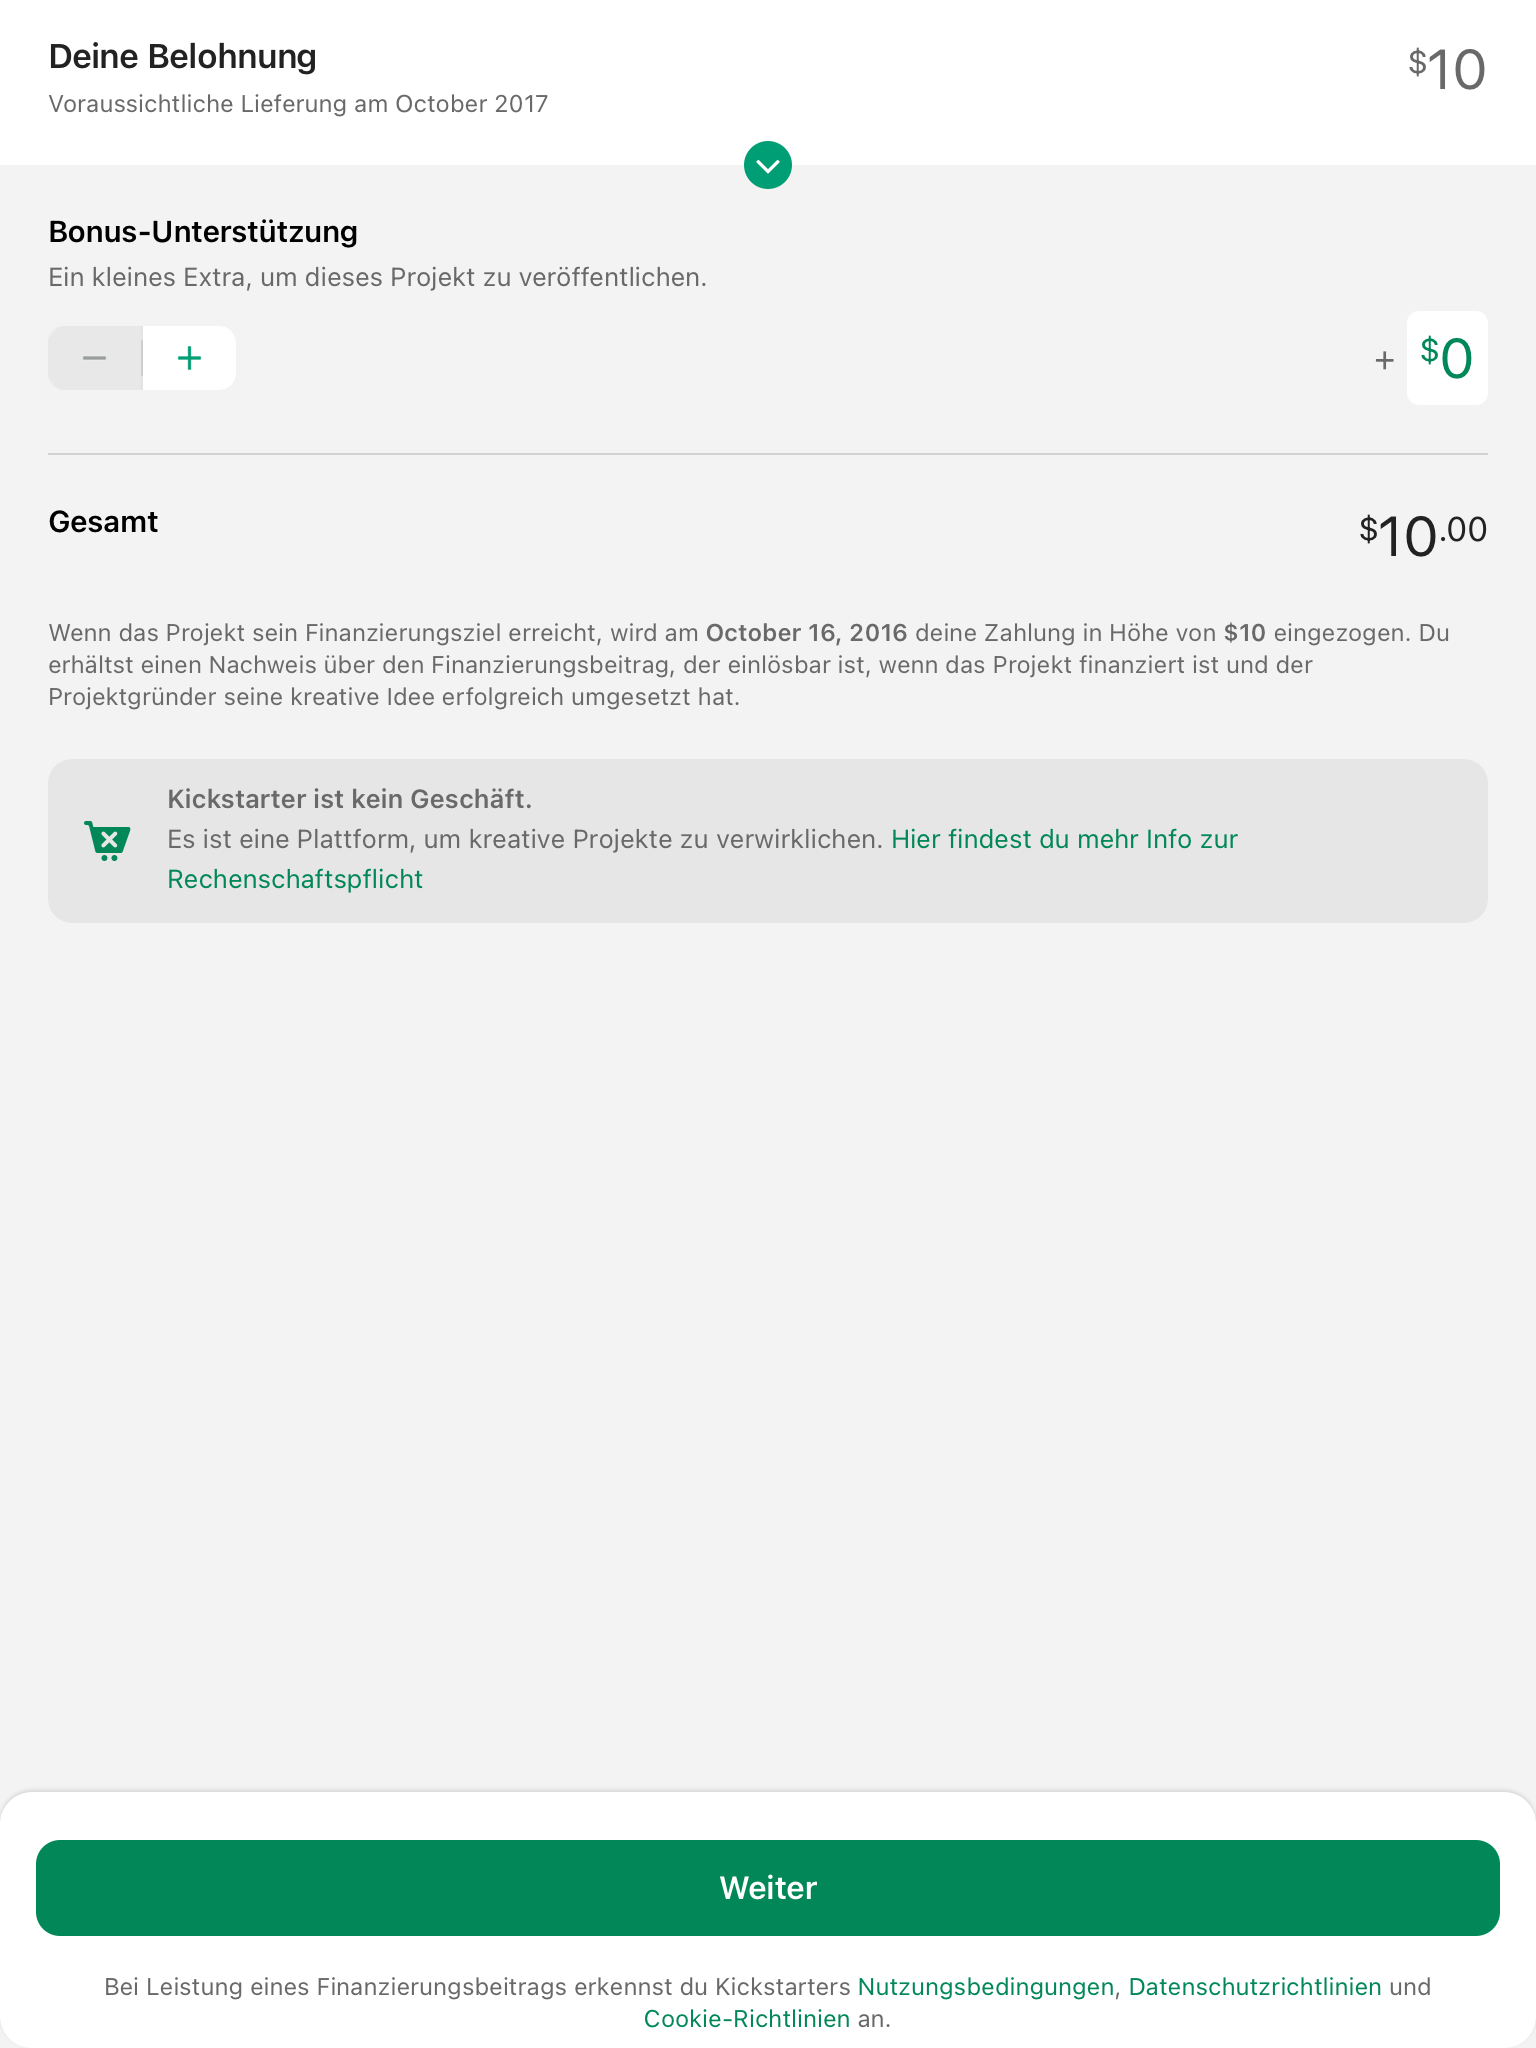 Deine Belohnung
$10
Voraussichtliche Lieferung am October 2017
Bonus-Unterstützung
Ein kleines Extra, um dieses Projekt zu veröffentlichen.
− +
+ $0
Gesamt
$10.00
Wenn das Projekt sein Finanzierungsziel erreicht, wird am October 16, 2016 deine Zahlung in Höhe von $10 eingezogen. Du
erhältst einen Nachweis über den Finanzierungsbeitrag, der einlösbar ist, wenn das Projekt finanziert ist und der
Projektgründer seine kreative Idee erfolgreich umgesetzt hat.
Kickstarter ist kein Geschäft.
Es ist eine Plattform, um kreative Projekte zu verwirklichen. Hier findest du mehr Info zur
Rechenschaftspflicht
Weiter
Bei Leistung eines Finanzierungsbeitrags erkennst du Kickstarters Nutzungsbedingungen, Datenschutzrichtlinien und
Cookie-Richtlinien an.